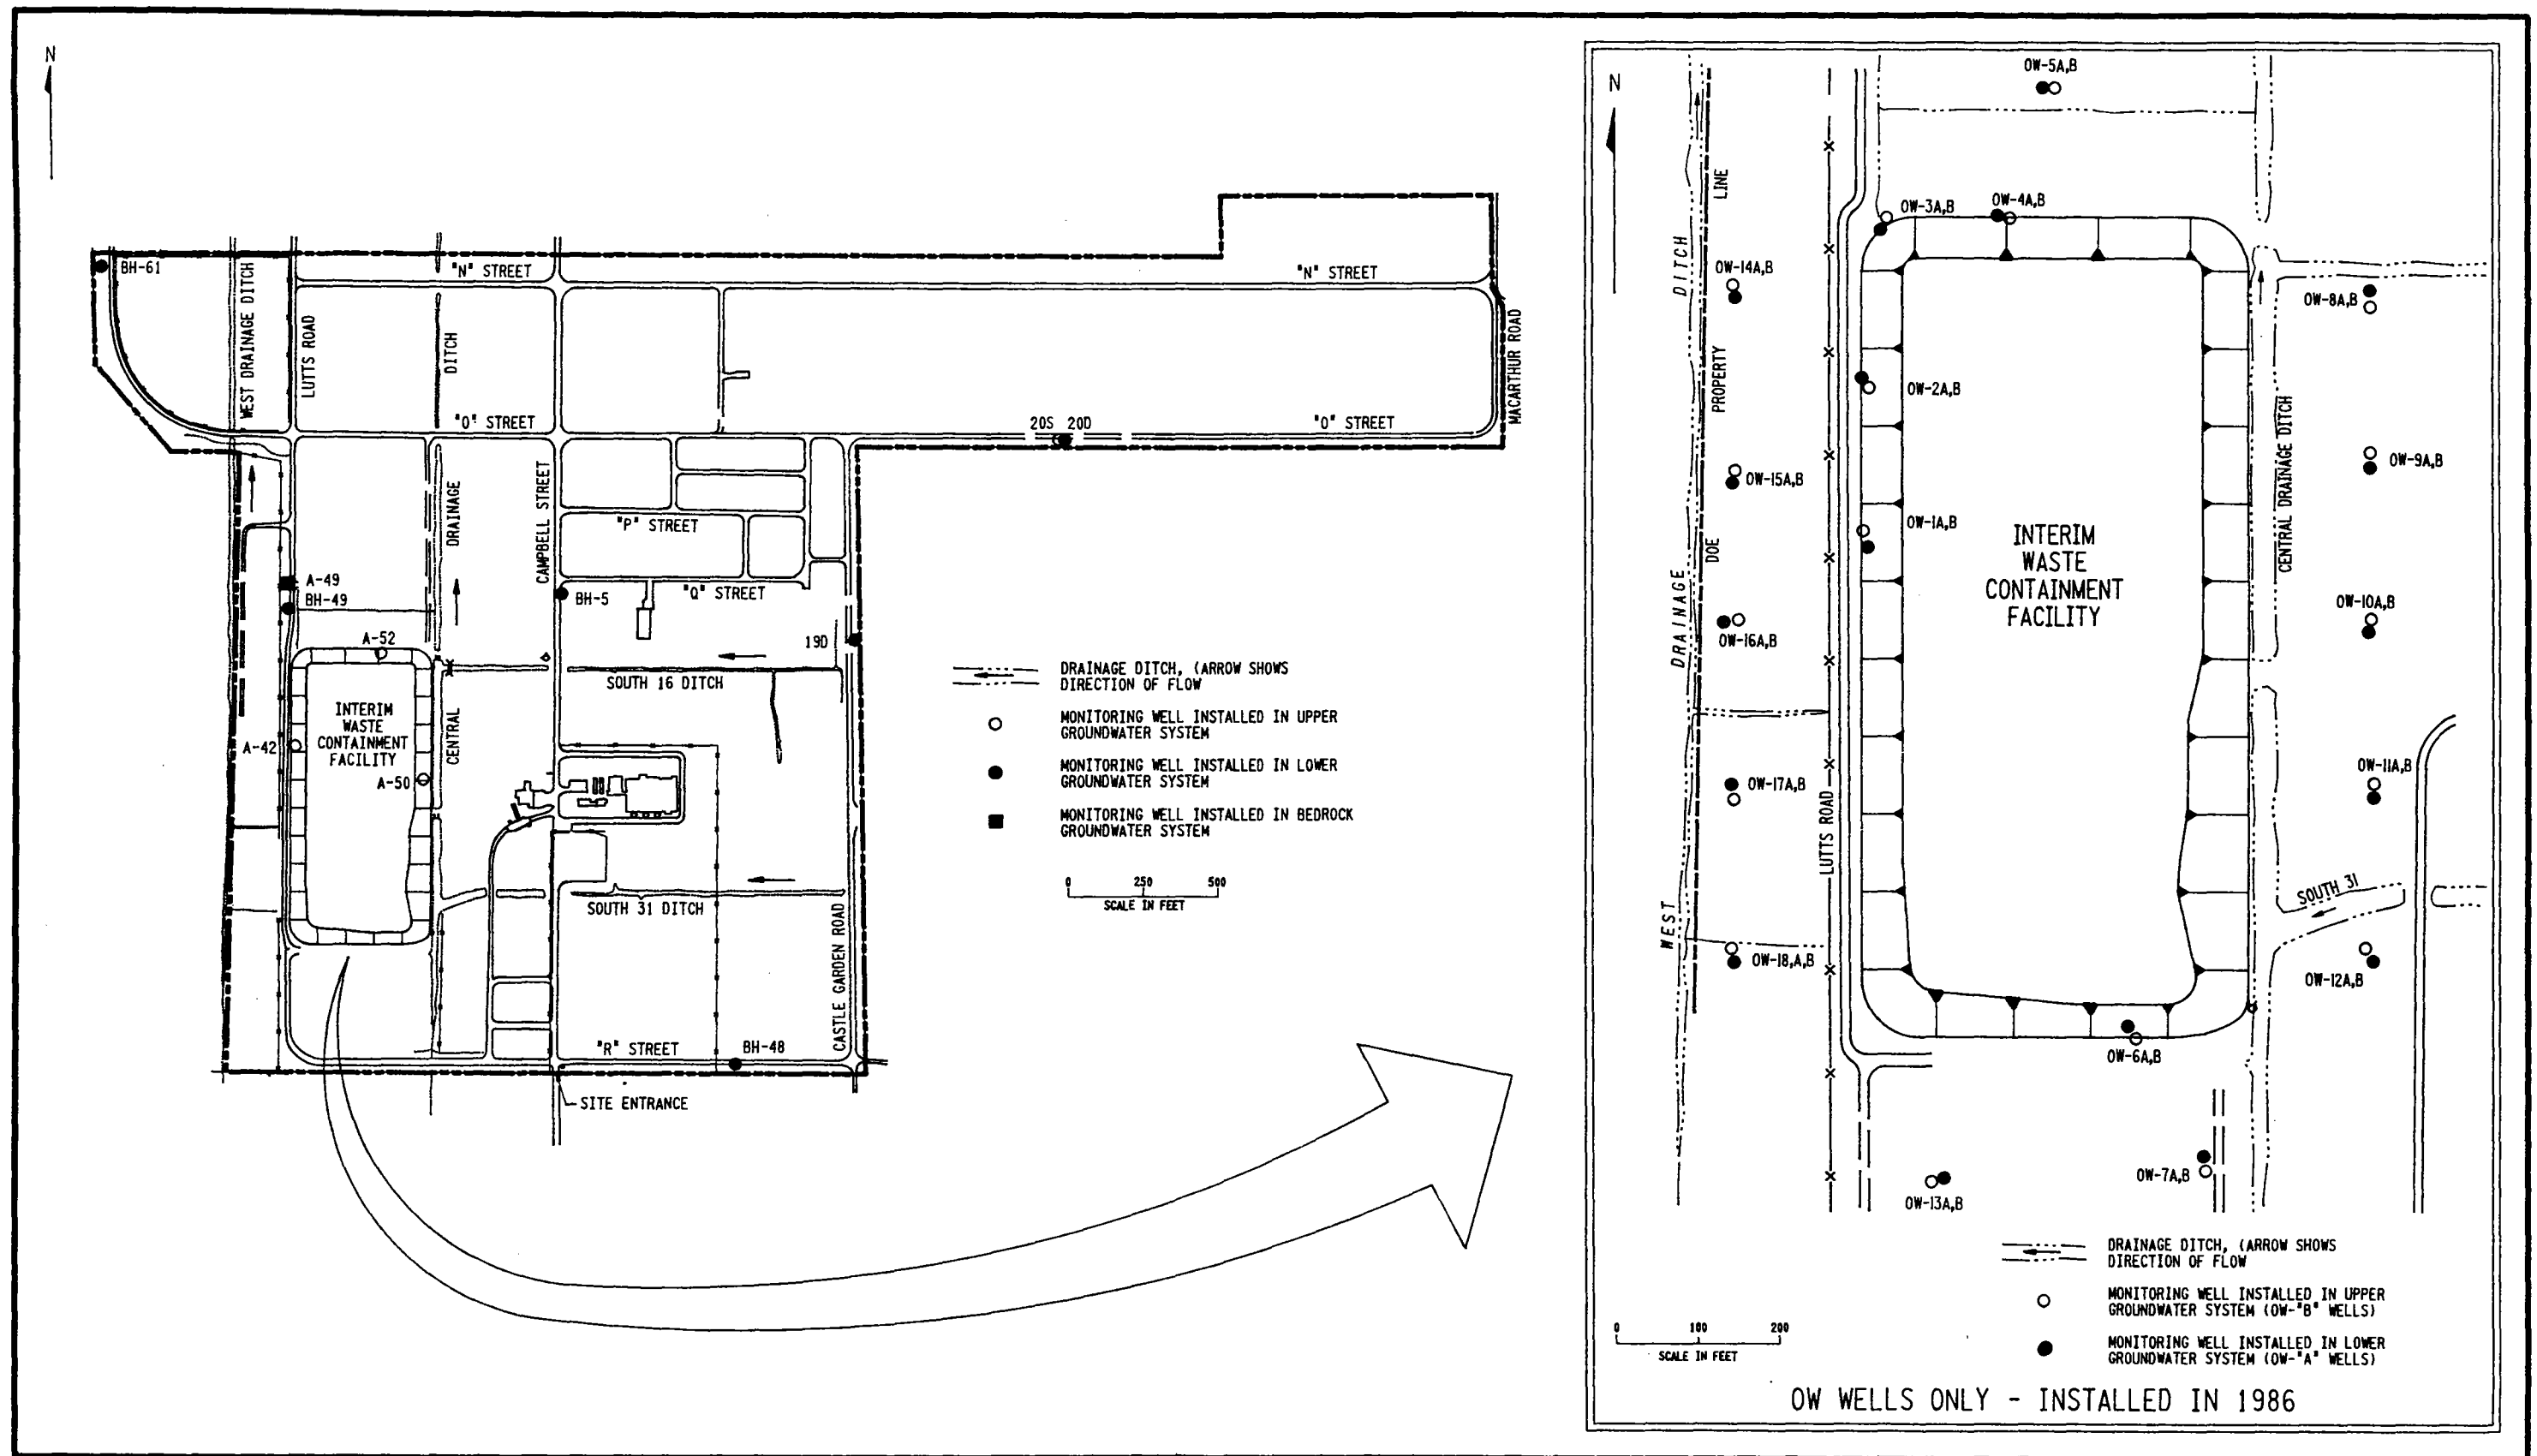 N
BH-61
"N" STREET
"N" STREET
WEST DRAINAGE DITCH
LUTTS ROAD
DITCH
MACARTHUR ROAD
"O" STREET
20S 20D
"O" STREET
CAMPBELL STREET
DRAINAGE
"P" STREET
A-49
BH-49
BH-5
"Q" STREET
A-52
19D
SOUTH 16 DITCH
INTERIM
WASTE
CONTAINMENT
FACILITY
A-42
CENTRAL
A-50
SOUTH 31 DITCH
CASTLE GARDEN ROAD
"R" STREET
BH-48
SITE ENTRANCE
DRAINAGE DITCH, (ARROW SHOWS
DIRECTION OF FLOW
MONITORING WELL INSTALLED IN UPPER
GROUNDWATER SYSTEM
MONITORING WELL INSTALLED IN LOWER
GROUNDWATER SYSTEM
MONITORING WELL INSTALLED IN BEDROCK
GROUNDWATER SYSTEM
0 250 500
SCALE IN FEET
N
OW-5A,B
OW-3A,B
OW-4A,B
OW-14A,B
OW-8A,B
OW-2A,B
OW-9A,B
OW-15A,B
OW-1A,B
INTERIM
WASTE
CONTAINMENT
FACILITY
OW-10A,B
OW-16A,B
OW-17A,B
OW-11A,B
OW-18,A,B
OW-12A,B
OW-6A,B
OW-7A,B
OW-13A,B
WEST DRAINAGE DITCH
DOE PROPERTY LINE
LUTTS ROAD
CENTRAL DRAINAGE DITCH
SOUTH 31
DRAINAGE DITCH, (ARROW SHOWS
DIRECTION OF FLOW
MONITORING WELL INSTALLED IN UPPER
GROUNDWATER SYSTEM (OW-"B" WELLS)
MONITORING WELL INSTALLED IN LOWER
GROUNDWATER SYSTEM (OW-"A" WELLS)
0 100 200
SCALE IN FEET
OW WELLS ONLY - INSTALLED IN 1986